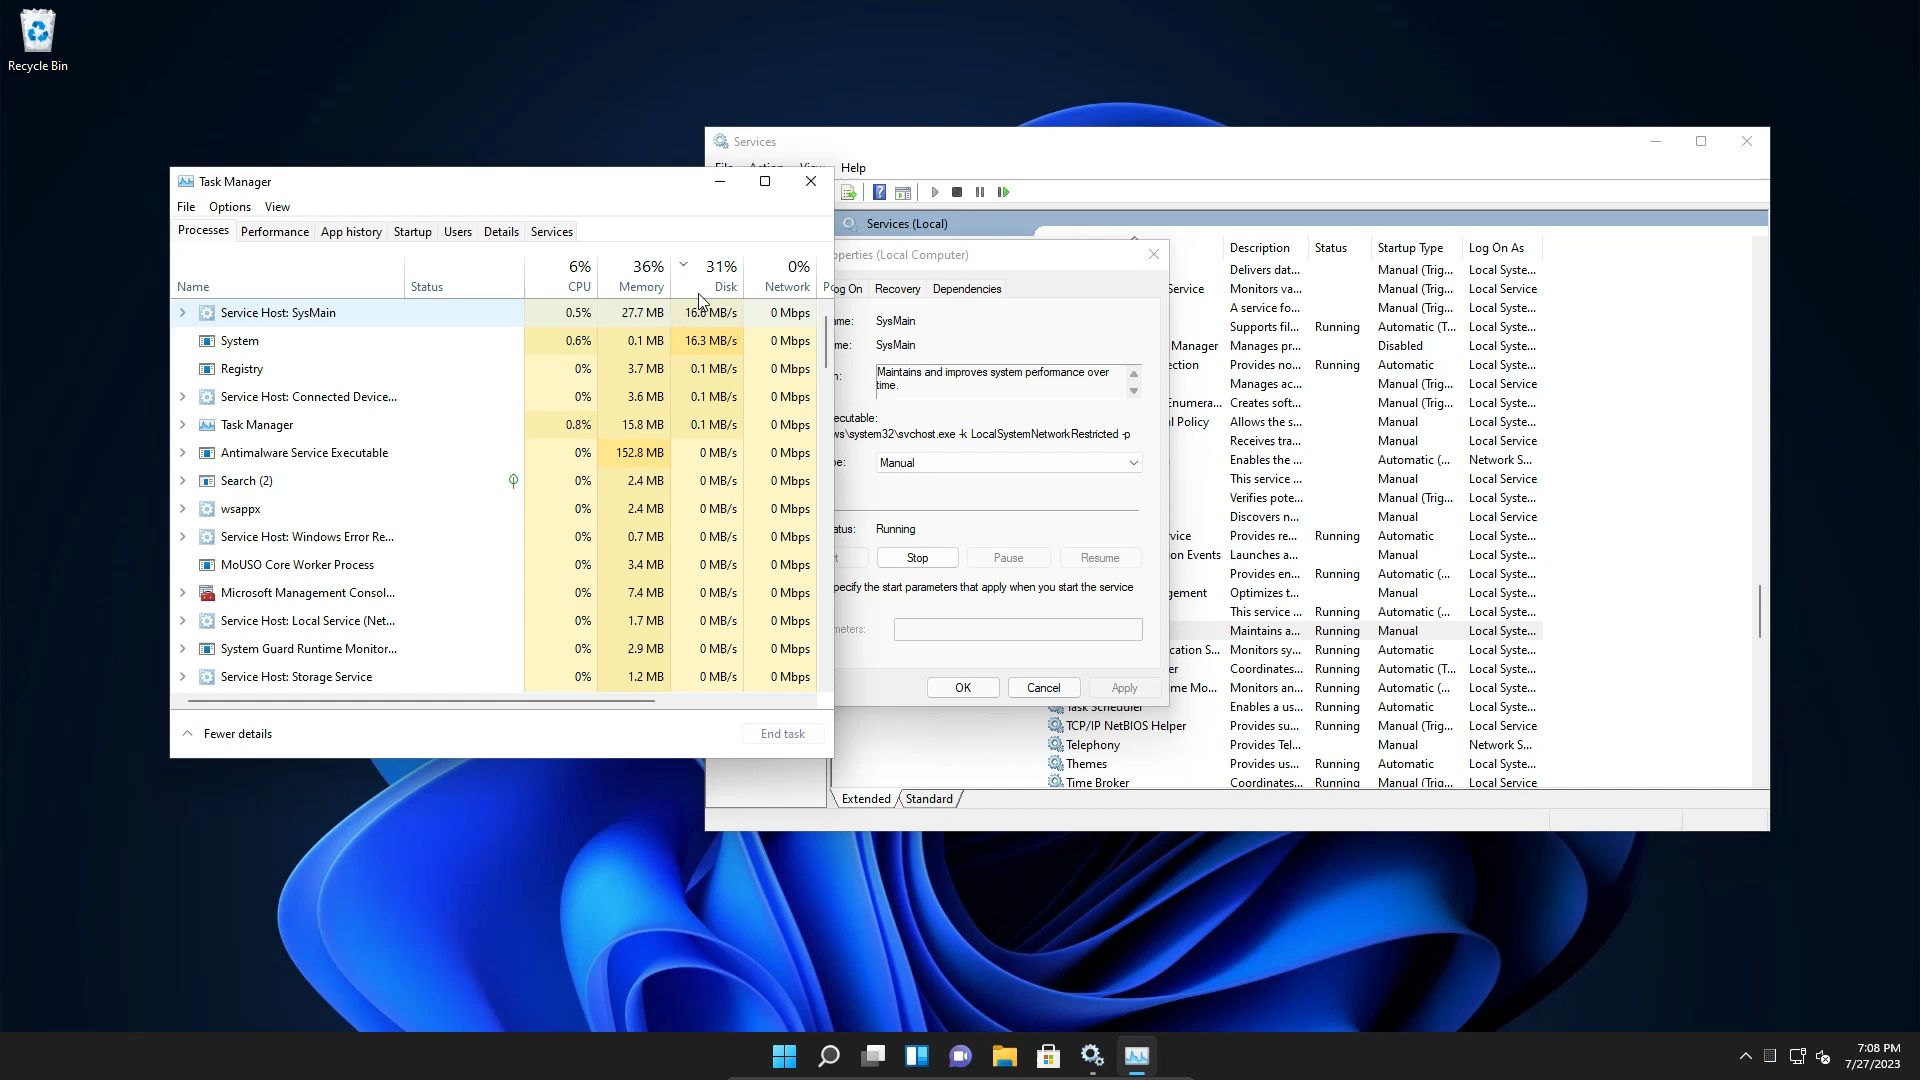 Recycle Bin
Services
Help
Services (Local)
Description Status Startup Type Log On As
Delivers dat... Manual (Trig... Local Syste...
ervice Monitors va... Manual (Trig... Local Service
A service fo... Manual (Trig... Local Syste...
Supports fil... Running Automatic (T... Local Syste...
Manager Manages pr... Disabled Local Syste...
ection Provides no... Running Automatic Local Syste...
Manages ac... Manual (Trig... Local Service
Enumera... Creates soft... Manual (Trig... Local Syste...
l Policy Allows the s... Manual Local Syste...
Receives tra... Manual Local Service
Enables the ... Automatic (... Network S...
This service ... Manual Local Service
Verifies pote... Manual (Trig... Local Syste...
Discovers n... Manual Local Service
vice Provides re... Running Automatic (... Local Syste...
on Events Launches a... Manual Local Syste...
Provides en... Running Automatic (... Local Syste...
gement Optimizes t... Manual Local Syste...
This service ... Running Automatic (... Local Syste...
Maintains a... Running Manual Local Syste...
cation S... Monitors sy... Running Automatic Local Syste...
er Coordinates... Running Automatic (T... Local Syste...
me Mo... Monitors an... Running Automatic (... Local Syste...
Task Scheduler Enables a us... Running Automatic Local Syste...
TCP/IP NetBIOS Helper Provides su... Running Manual (Trig... Local Service
Telephony Provides Tel... Manual Network S...
Themes Provides us... Running Automatic Local Syste...
Time Broker Coordinates... Running Manual (Trig... Local Service
Extended Standard
operties (Local Computer)
og On Recovery Dependencies
me: SysMain
me: SysMain
n: Maintains and improves system performance over
time.
ecutable:
ws\system32\svchost.exe -k LocalSystemNetworkRestricted -p
pe: Manual
atus: Running
t Stop Pause Resume
pecify the start parameters that apply when you start the service
meters:
OK Cancel Apply
Task Manager
File Options View
Processes Performance App history Startup Users Details Services
6% 36% 31% 0%
Name Status CPU Memory Disk Network Po
Service Host: SysMain 0.5% 27.7 MB MB/s 0 Mbps
System 0.6% 0.1 MB 16.3 MB/s 0 Mbps
Registry 0% 3.7 MB 0.1 MB/s 0 Mbps
Service Host: Connected Device... 0% 3.6 MB 0.1 MB/s 0 Mbps
Task Manager 0.8% 15.8 MB 0.1 MB/s 0 Mbps
Antimalware Service Executable 0% 152.8 MB 0 MB/s 0 Mbps
Search (2) 0% 2.4 MB 0 MB/s 0 Mbps
wsappx 0% 2.4 MB 0 MB/s 0 Mbps
Service Host: Windows Error Re... 0% 0.7 MB 0 MB/s 0 Mbps
MoUSO Core Worker Process 0% 3.4 MB 0 MB/s 0 Mbps
Microsoft Management Consol... 0% 7.4 MB 0 MB/s 0 Mbps
Service Host: Local Service (Net... 0% 1.7 MB 0 MB/s 0 Mbps
System Guard Runtime Monitor... 0% 2.9 MB 0 MB/s 0 Mbps
Service Host: Storage Service 0% 1.2 MB 0 MB/s 0 Mbps
Fewer details End task
7:08 PM
7/27/2023